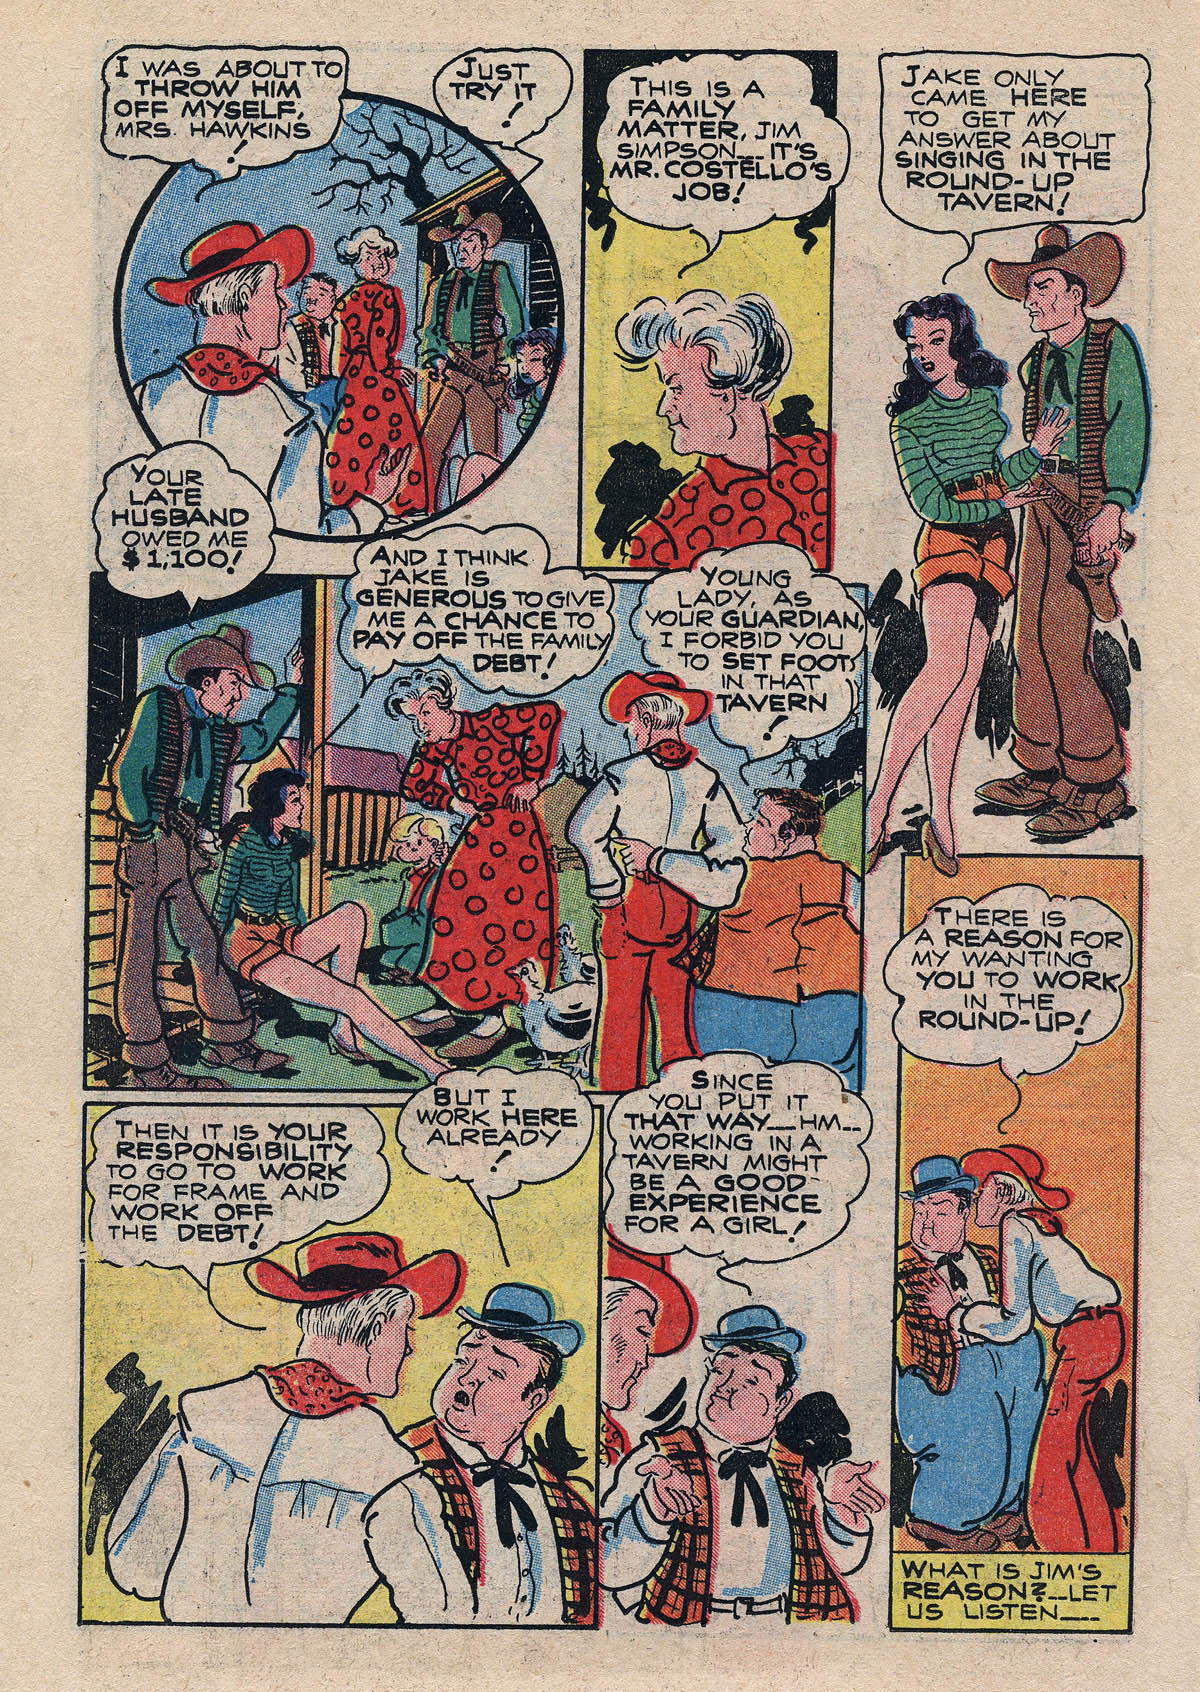 I WAS ABOUT TO
THROW HIM
OFF MYSELF,
MRS. HAWKINS
!
JUST
TRY IT
!
THIS IS A
FAMILY
MATTER, JIM
SIMPSON__ IT'S
MR. COSTELLO'S
JOB!
JAKE ONLY
CAME HERE
TO GET MY
ANSWER ABOUT
SINGING IN THE
ROUND-UP
TAVERN!
YOUR
LATE
HUSBAND
OWED ME
$1,100!
AND I THINK
JAKE IS
GENEROUS TO GIVE
ME A CHANCE TO
PAY OFF THE FAMILY
DEBT!
YOUNG
LADY, AS
YOUR GUARDIAN,
I FORBID YOU
TO SET FOOT
IN THAT
TAVERN
!
THEN IT IS YOUR
RESPONSIBILITY
TO GO TO WORK
FOR FRAME AND
WORK OFF
THE DEBT!
BUT I
WORK HERE
ALREADY
!
SINCE
YOU PUT IT
THAT WAY__HM__
WORKING IN A
TAVERN MIGHT
BE A GOOD
EXPERIENCE
FOR A GIRL!
THERE IS
A REASON FOR
MY WANTING
YOU TO WORK
IN THE
ROUND-UP!
WHAT IS JIM'S
REASON?__LET
US LISTEN___